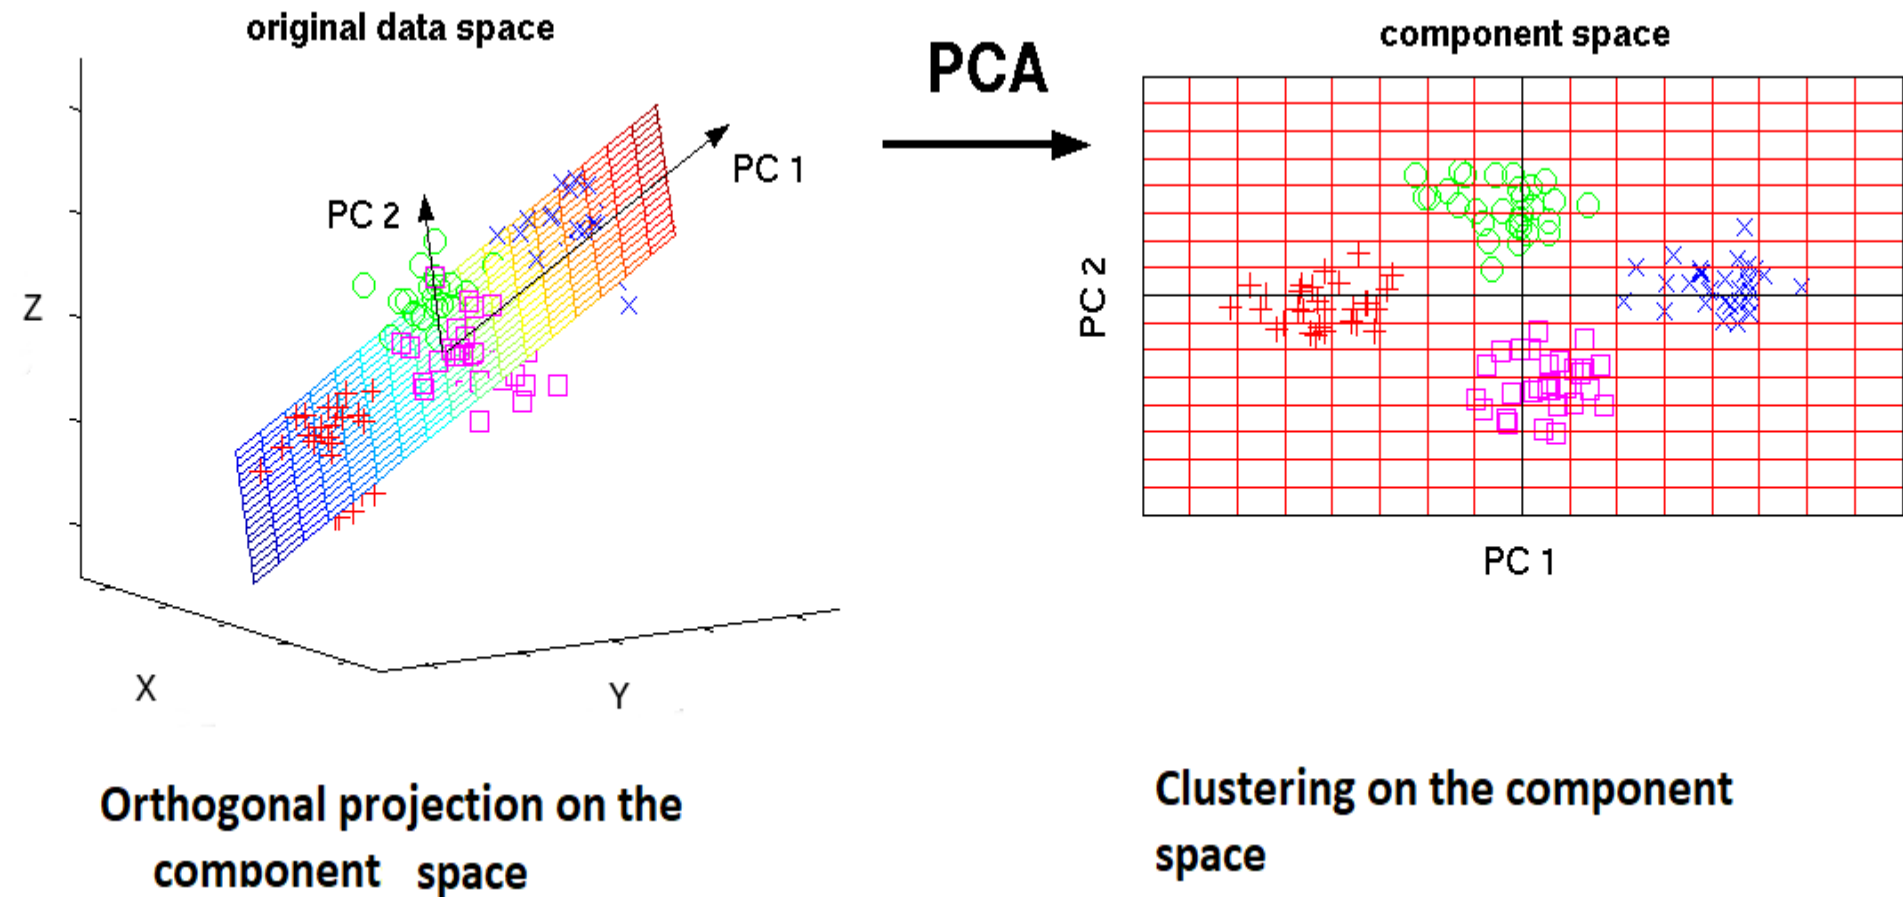 original data space
PCA
component space
PC 1
PC 2
Z
X
Y
PC 2
PC 1
Orthogonal projection on the
component space
Clustering on the component
space